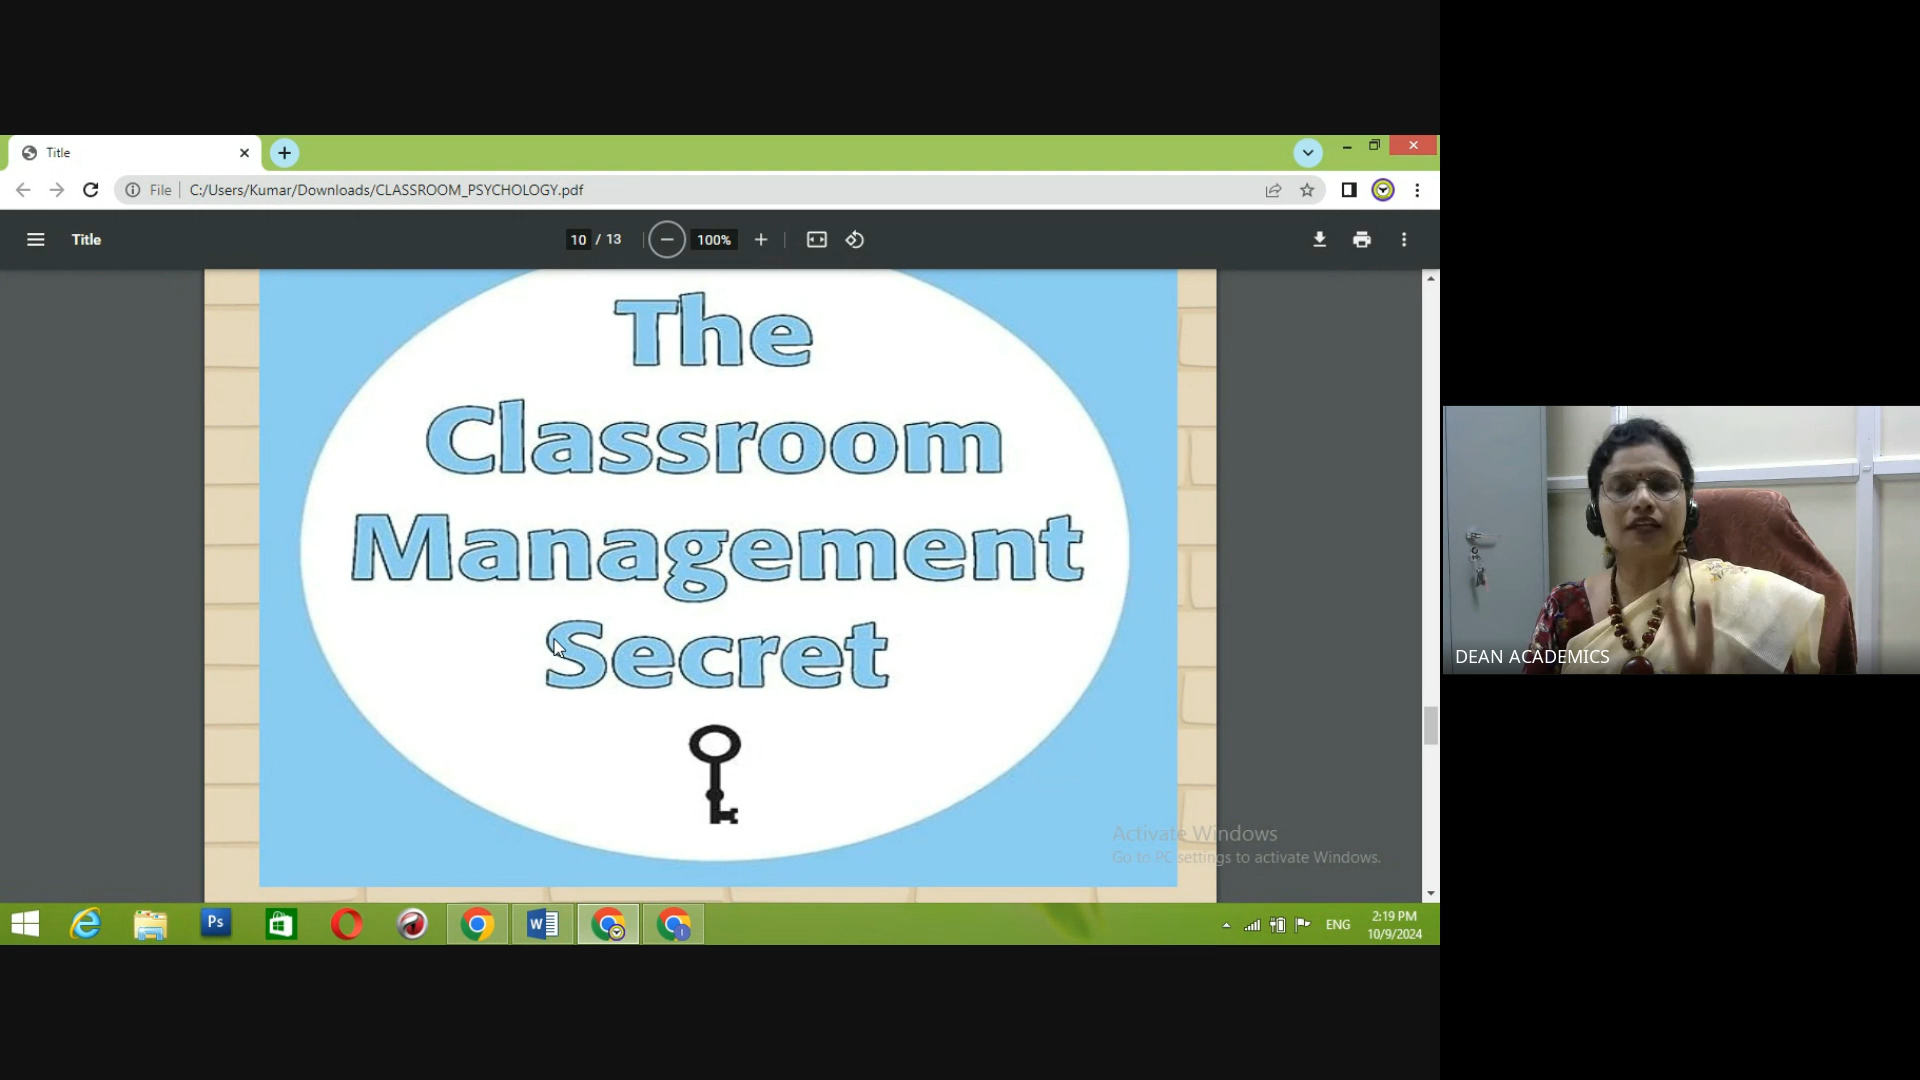 Title
File
C:/Users/Kumar/Downloads/CLASSROOM_PSYCHOLOGY.pdf
Title
10 / 13
100%
The
Classroom
Management
Secret
Activate Windows
Go to PC settings to activate Windows.
DEAN ACADEMICS
Ps
W
ENG
2:19 PM
10/9/2024